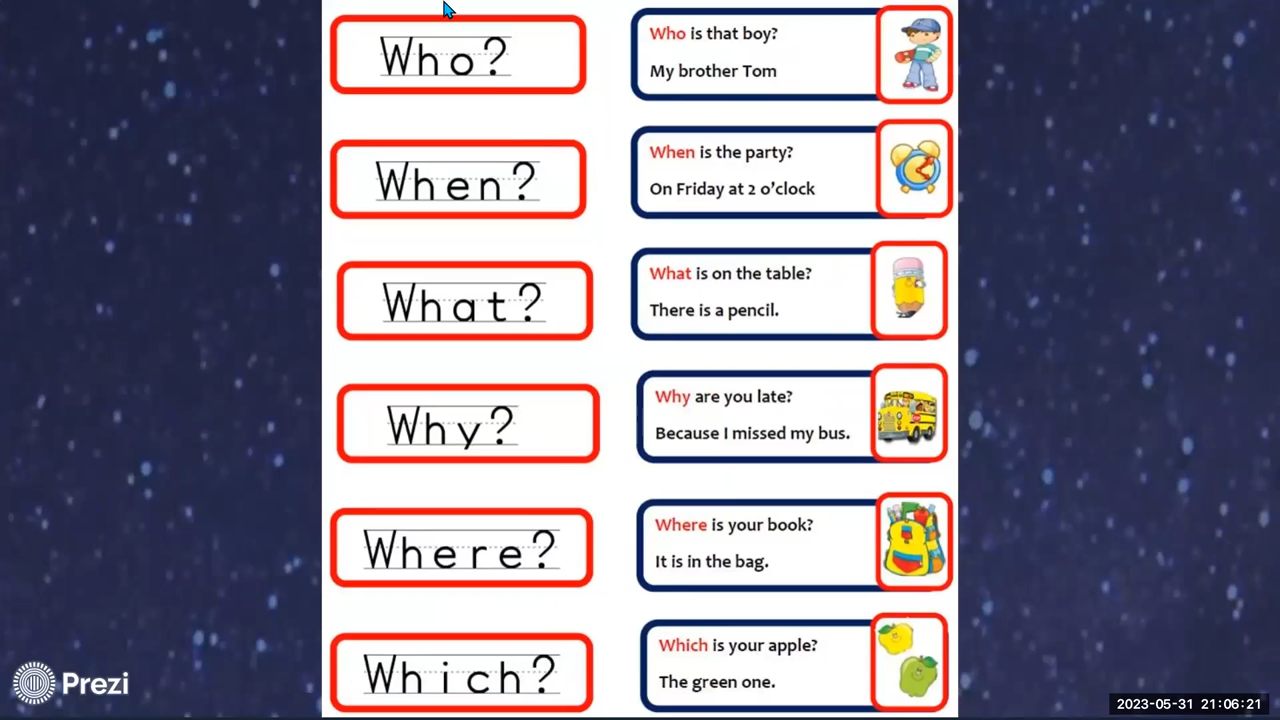 Who?
Who is that boy?
My brother Tom
When?
When is the party?
On Friday at 2 o'clock
What?
What is on the table?
There is a pencil.
Why?
Why are you late?
Because I missed my bus.
Where?
Where is your book?
It is in the bag.
Which?
Which is your apple?
The green one.
Prezi
2023-05-31 21:06:21